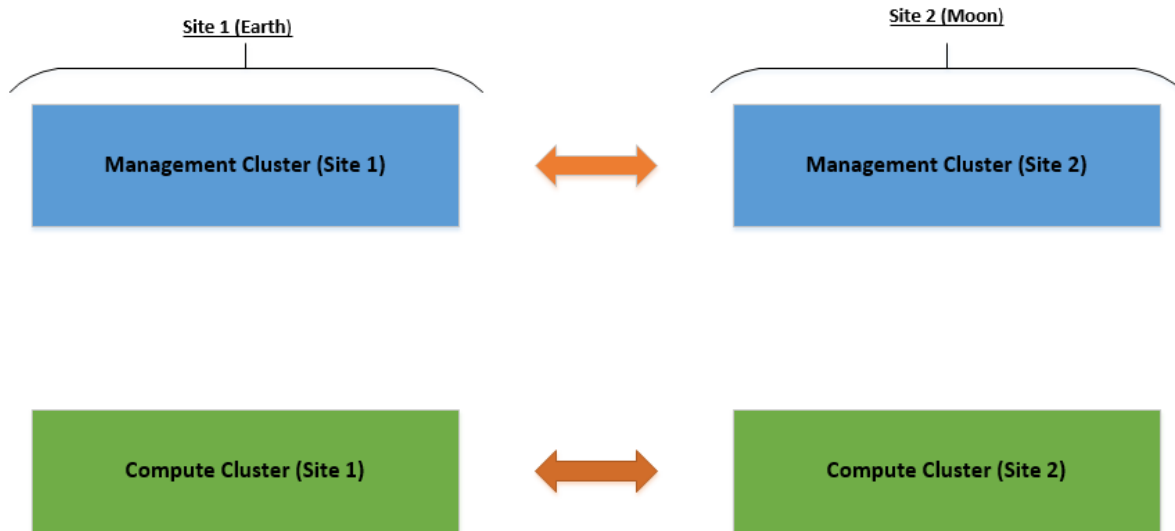 Site 1 (Earth)
Site 2 (Moon)
Management Cluster (Site 1)
Management Cluster (Site 2)
Compute Cluster (Site 1)
Compute Cluster (Site 2)